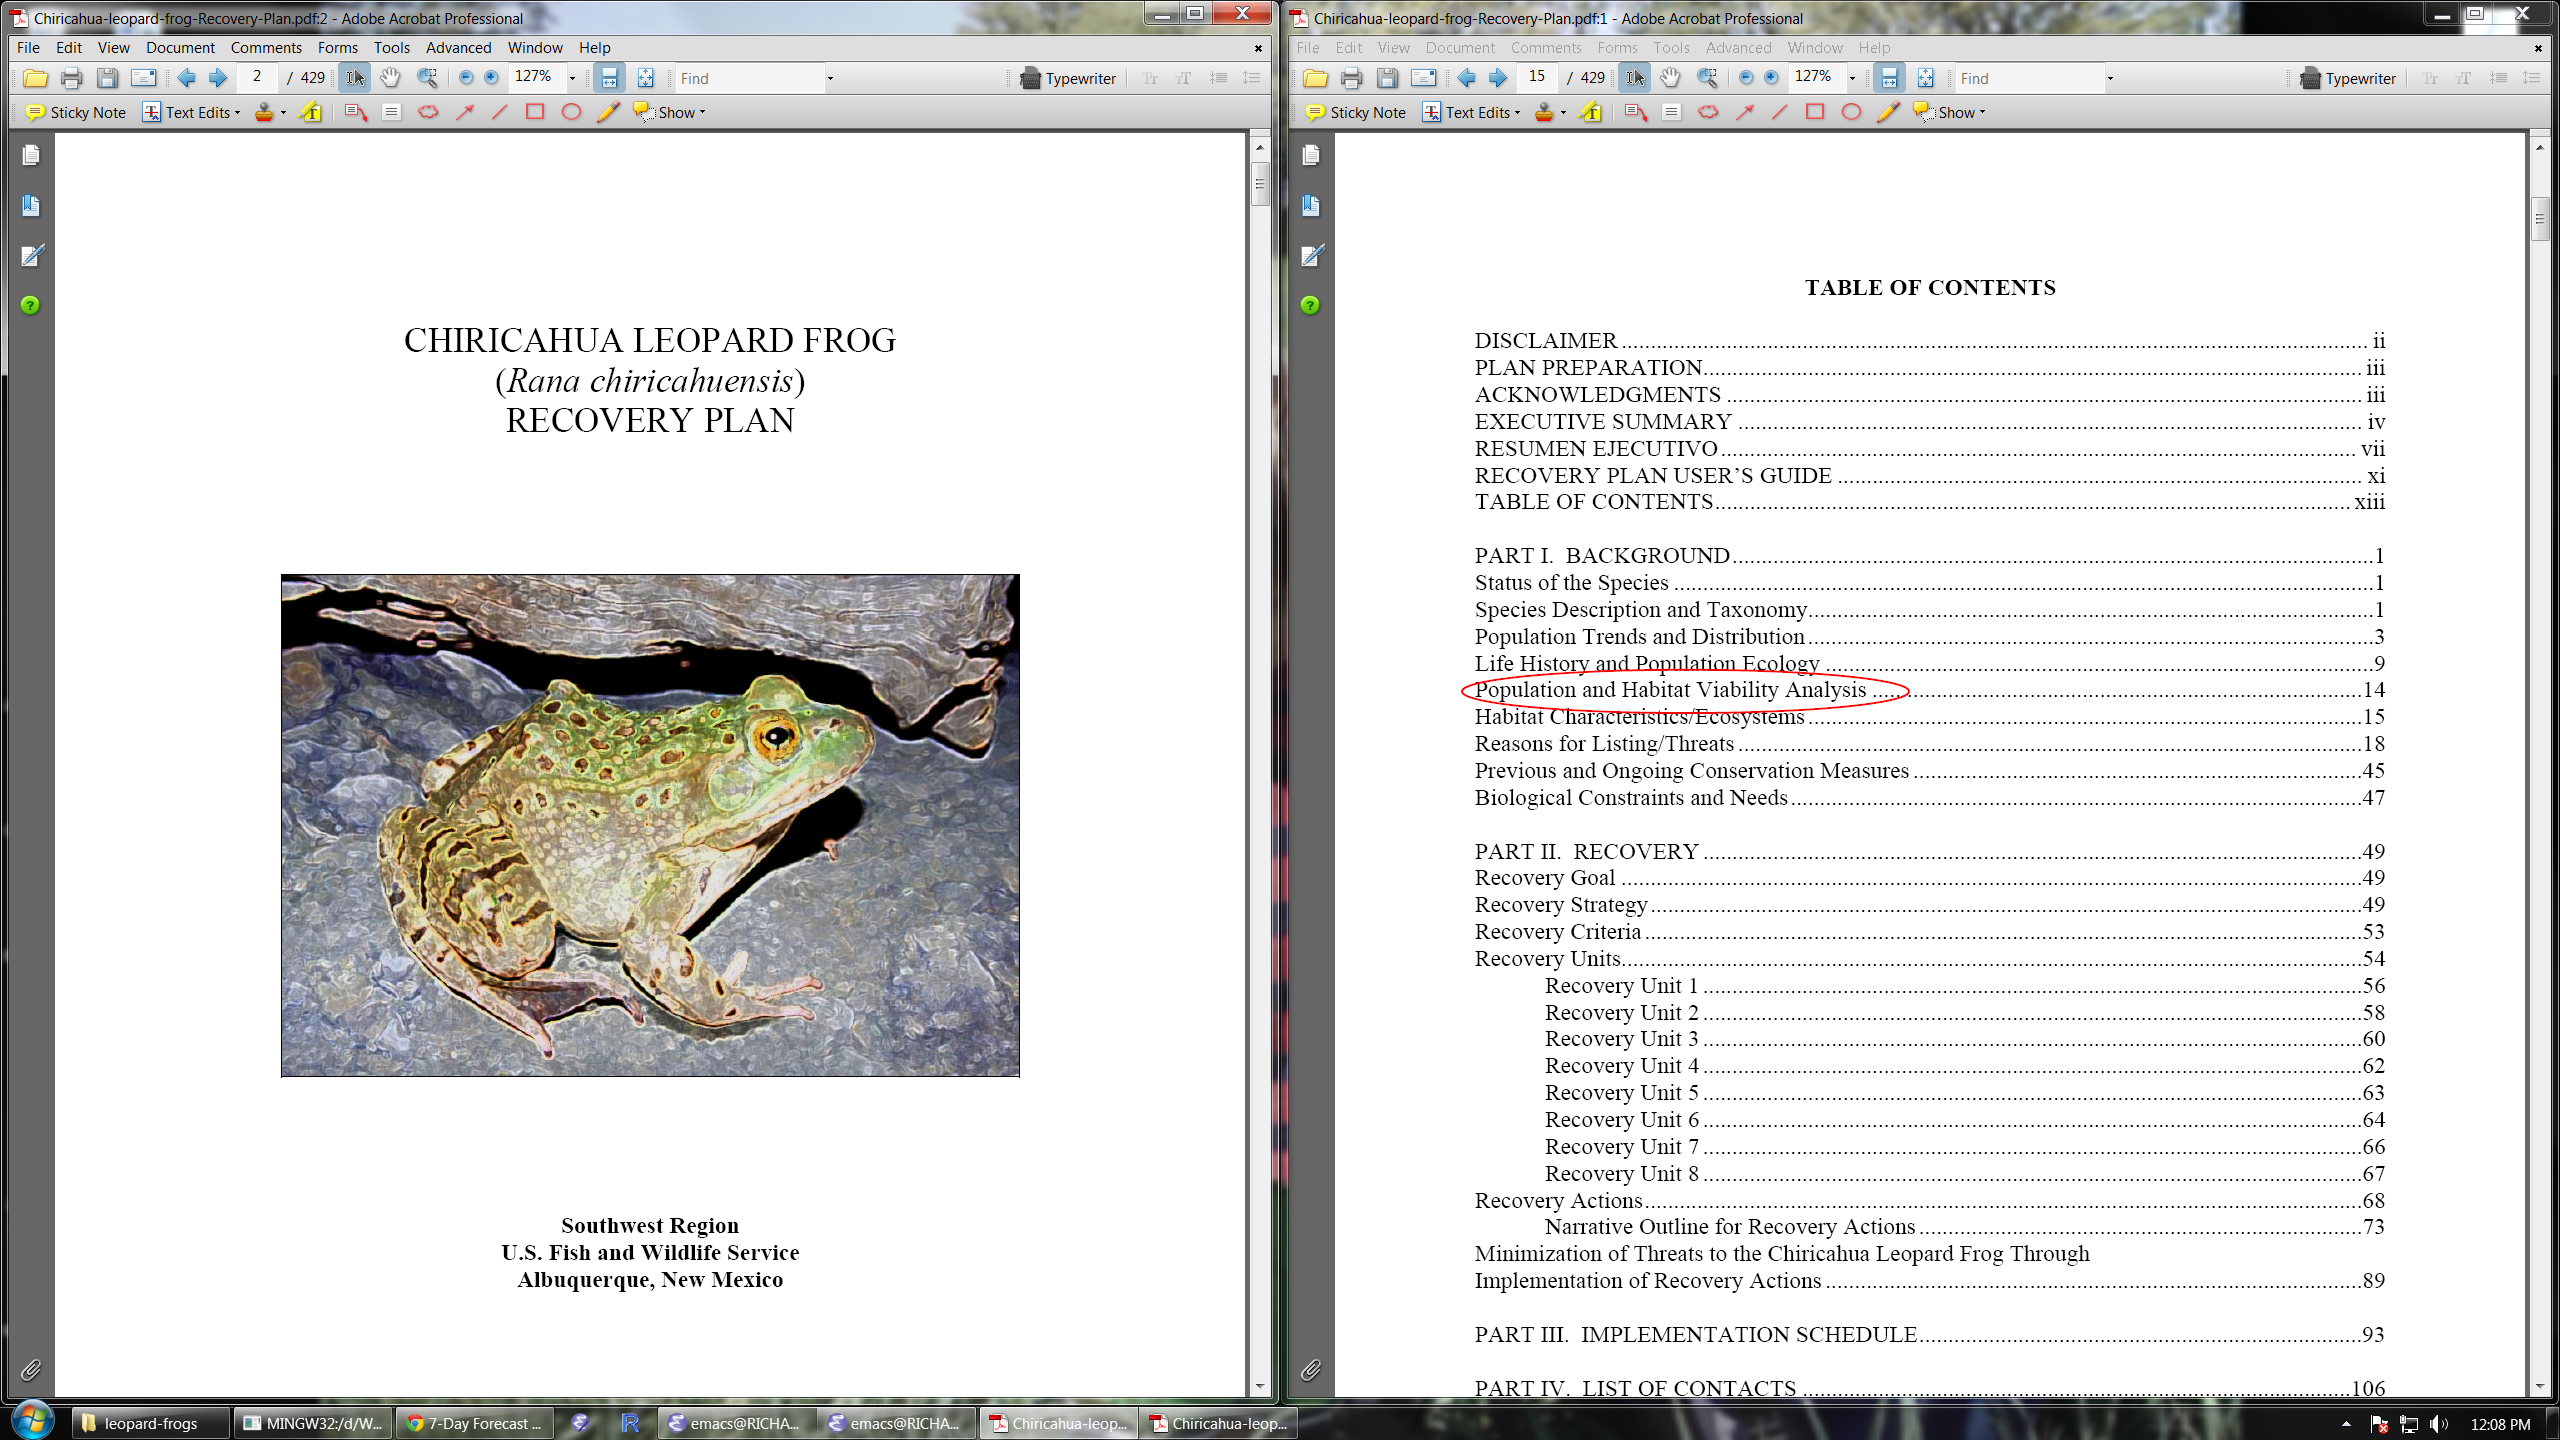 Chiricahua-leopard-frog-Recovery-Plan.pdf:2 - Adobe Acrobat Professional
File Edit View Document Comments Forms Tools Advanced Window Help
2 / 429 127% Find Typewriter
Sticky Note Text Edits Show
CHIRICAHUA LEOPARD FROG
(Rana chiricahuensis)
RECOVERY PLAN
Southwest Region
U.S. Fish and Wildlife Service
Albuquerque, New Mexico
Chiricahua-leopard-frog-Recovery-Plan.pdf:1 - Adobe Acrobat Professional
File Edit View Document Comments Forms Tools Advanced Window Help
15 / 429 127% Find Typewriter
Sticky Note Text Edits Show
TABLE OF CONTENTS
DISCLAIMER ii
PLAN PREPARATION iii
ACKNOWLEDGMENTS iii
EXECUTIVE SUMMARY iv
RESUMEN EJECUTIVO vii
RECOVERY PLAN USER'S GUIDE xi
TABLE OF CONTENTS xiii
PART I. BACKGROUND 1
Status of the Species 1
Species Description and Taxonomy 1
Population Trends and Distribution 3
Life History and Population Ecology 9
Population and Habitat Viability Analysis 14
Habitat Characteristics/Ecosystems 15
Reasons for Listing/Threats 18
Previous and Ongoing Conservation Measures 45
Biological Constraints and Needs 47
PART II. RECOVERY 49
Recovery Goal 49
Recovery Strategy 49
Recovery Criteria 53
Recovery Units 54
Recovery Unit 1 56
Recovery Unit 2 58
Recovery Unit 3 60
Recovery Unit 4 62
Recovery Unit 5 63
Recovery Unit 6 64
Recovery Unit 7 66
Recovery Unit 8 67
Recovery Actions 68
Narrative Outline for Recovery Actions 73
Minimization of Threats to the Chiricahua Leopard Frog Through
Implementation of Recovery Actions 89
PART III. IMPLEMENTATION SCHEDULE 93
PART IV. LIST OF CONTACTS 106
leopard-frogs MINGW32:/d/W... 7-Day Forecast ... emacs@RICHA... emacs@RICHA... Chiricahua-leop... Chiricahua-leop... 12:08 PM